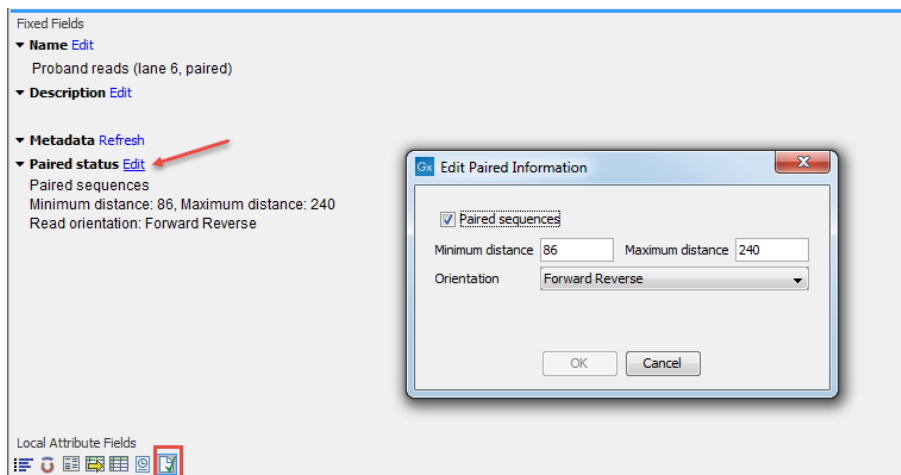 Fixed Fields
Name Edit
Proband reads (lane 6, paired)
Description Edit
Metadata Refresh
Paired status Edit
Paired sequences
Minimum distance: 86, Maximum distance: 240
Read orientation: Forward Reverse
Gx Edit Paired Information
Paired sequences
Minimum distance 86 Maximum distance 240
Orientation Forward Reverse
OK Cancel
Local Attribute Fields